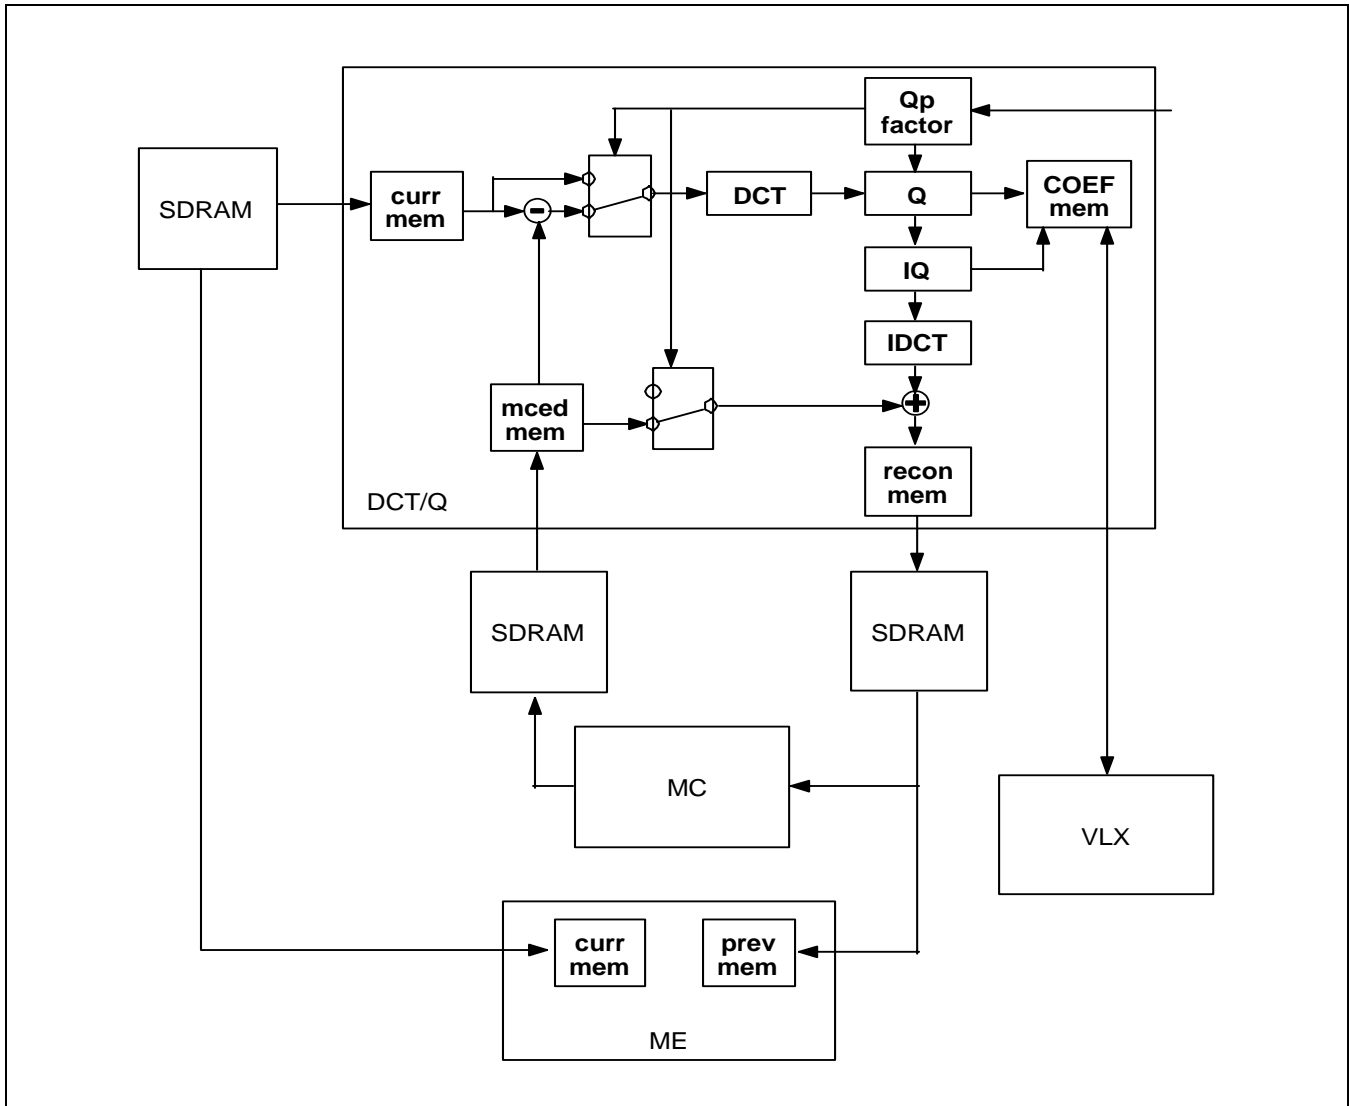 Qp
factor
SDRAM
curr
mem
-
DCT
Q
COEF
mem
IQ
IDCT
mced
mem
+
recon
mem
DCT/Q
SDRAM
SDRAM
MC
VLX
curr
mem
prev
mem
ME